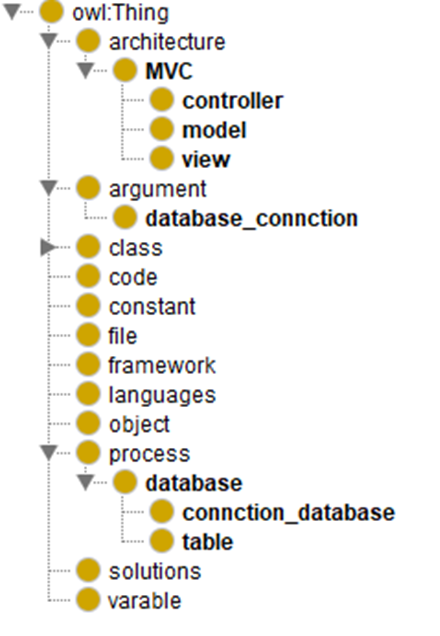 owl:Thing
architecture
MVC
controller
model
view
argument
database_connction
class
code
constant
file
framework
languages
object
process
database
connction_database
table
solutions
varable